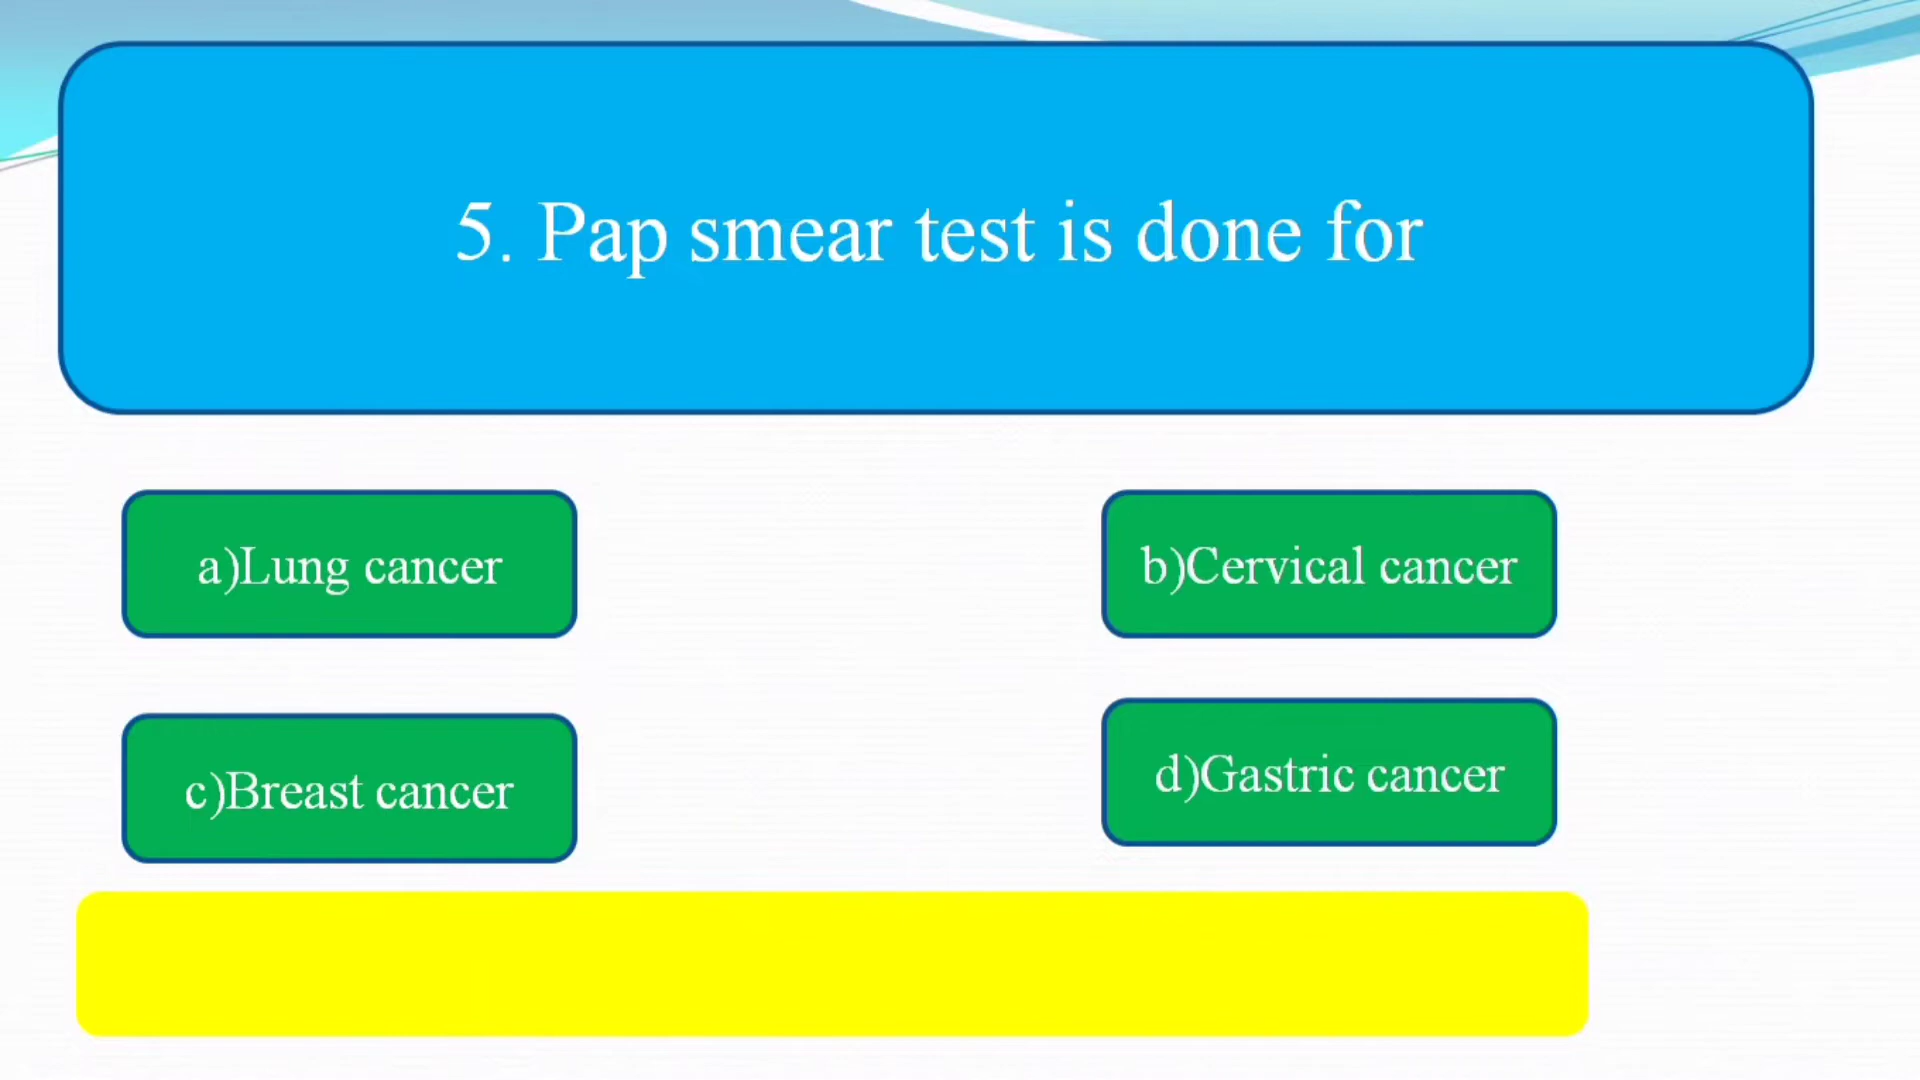 5. Pap smear test is done for
a)Lung cancer
b)Cervical cancer
c)Breast cancer
d)Gastric cancer